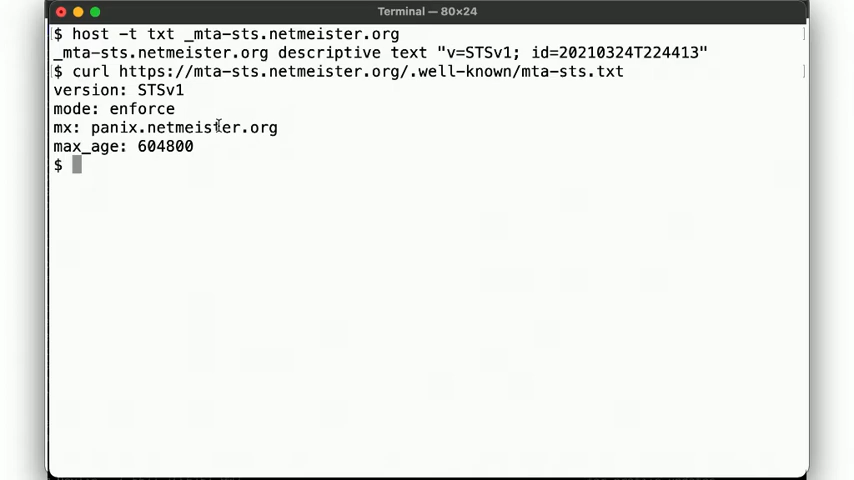 Terminal — 80×24
$ host -t txt _mta-sts.netmeister.org
_mta-sts.netmeister.org descriptive text "v=STSv1; id=20210324T224413"
$ curl https://mta-sts.netmeister.org/.well-known/mta-sts.txt
version: STSv1
mode: enforce
mx: panix.netmeister.org
max_age: 604800
$